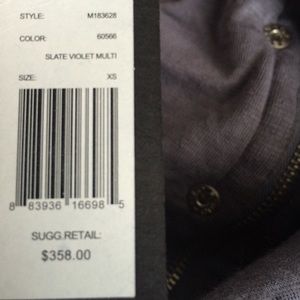 STYLE: M183628
COLOR: 60566
SLATE VIOLET MULTI
SIZE: XS
8 83936 16698 5
SUGG.RETAIL:
$358.00